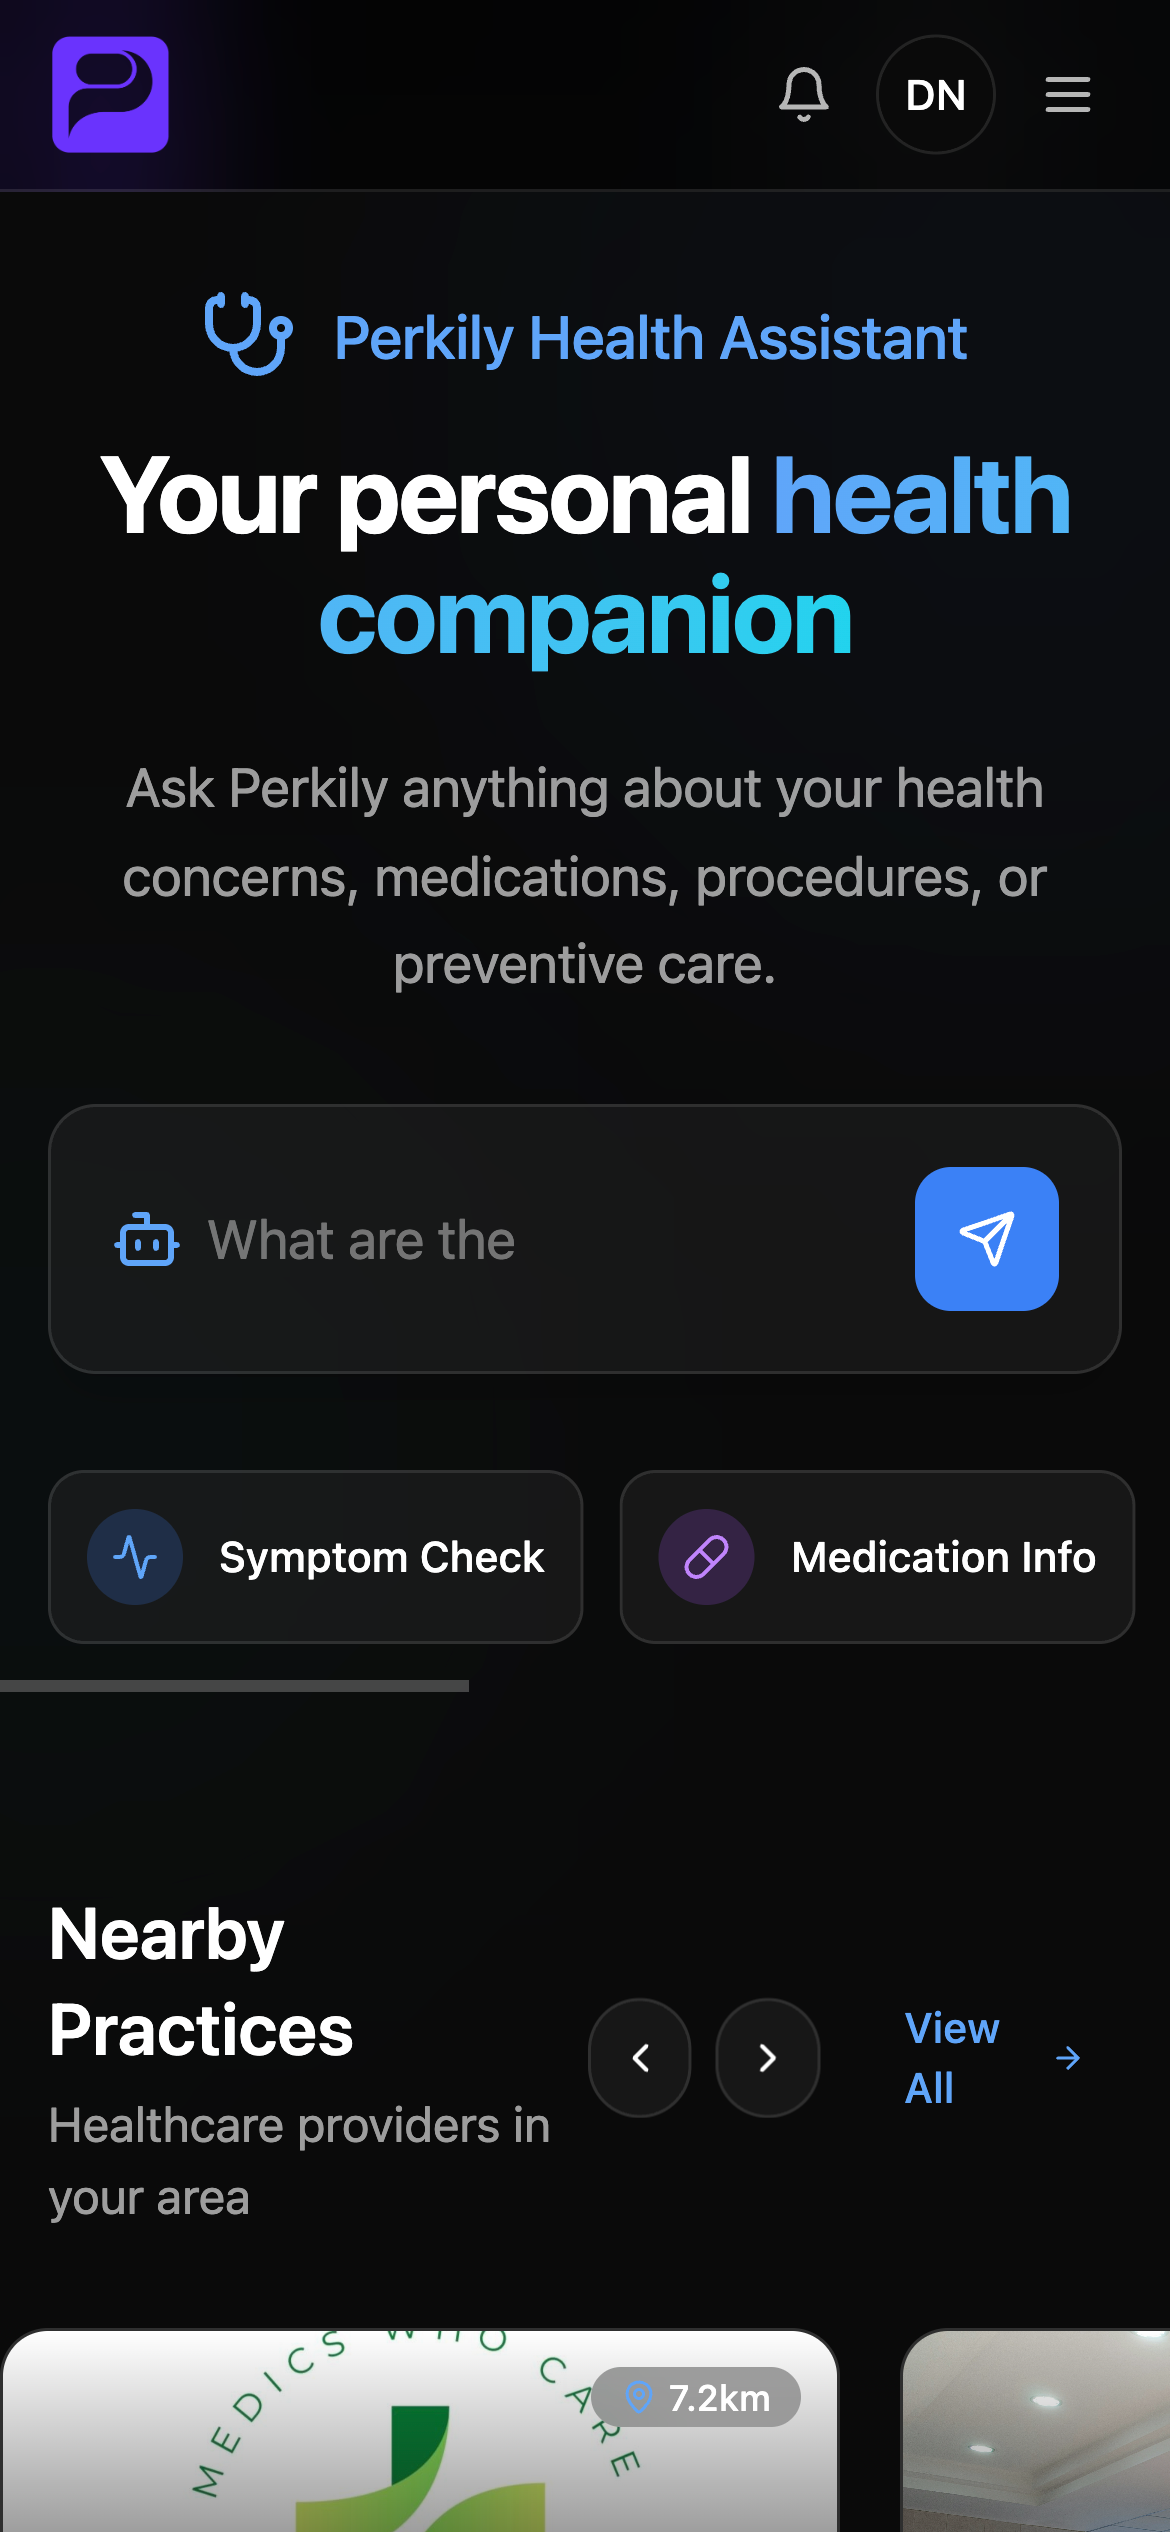 DN
Perkily Health Assistant
Your personal health
companion
Ask Perkily anything about your health
concerns, medications, procedures, or
preventive care.
What are the
Symptom Check
Medication Info
Nearby
Practices
View
All
Healthcare providers in
your area
MEDICS WHO CARE
7.2km